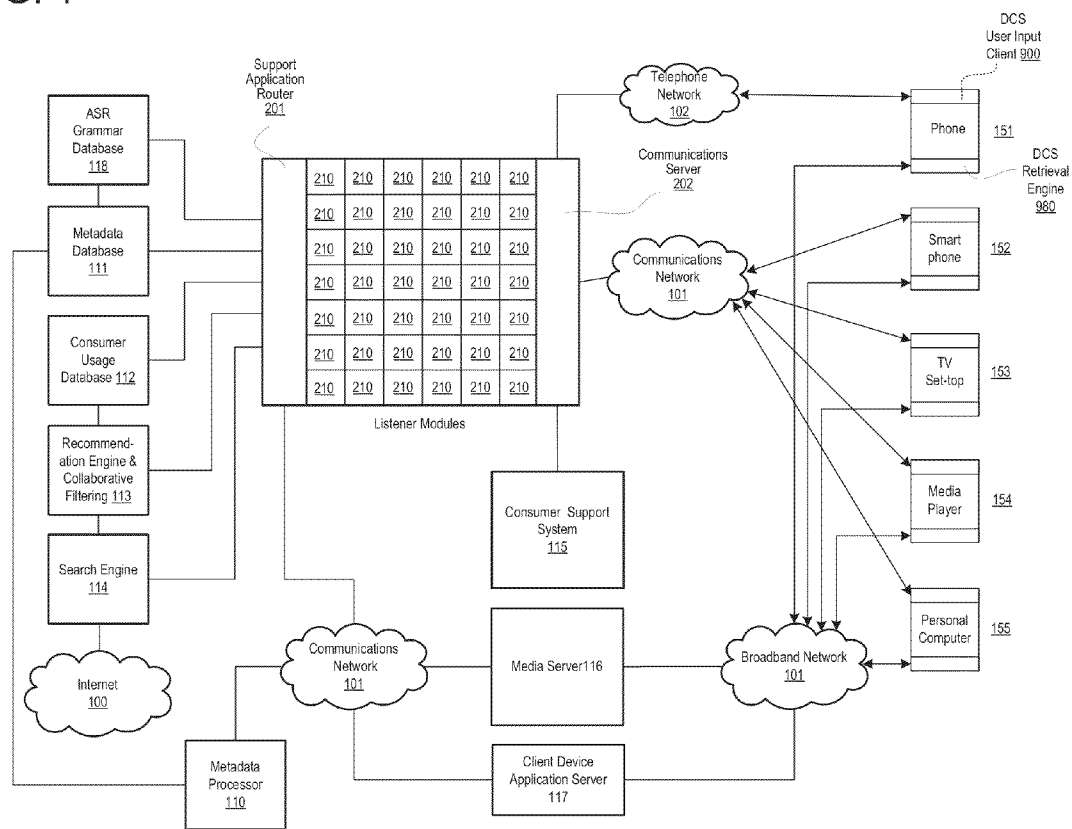 DCS
User Input
Client 900
Support
Application
Router
201
Telephone
Network
102
ASR
Grammar
Database
118
Phone
151
Communications
Server
202
DCS
Retrieval
Engine
980
210 210 210 210 210 210
210 210 210 210 210 210
210 210 210 210 210 210
210 210 210 210 210 210
210 210 210 210 210 210
210 210 210 210 210 210
210 210 210 210 210 210
Listener Modules
Metadata
Database
111
Communications
Network
101
Smart
phone
152
Consumer
Usage
Database 112
TV
Set-top
153
Recommend-
ation Engine &
Collaborative
Filtering 113
Media
Player
154
Consumer Support
System
115
Search Engine
114
Personal
Computer
155
Communications
Network
101
Media Server116
Broadband Network
101
Internet
100
Metadata
Processor
110
Client Device
Application Server
117